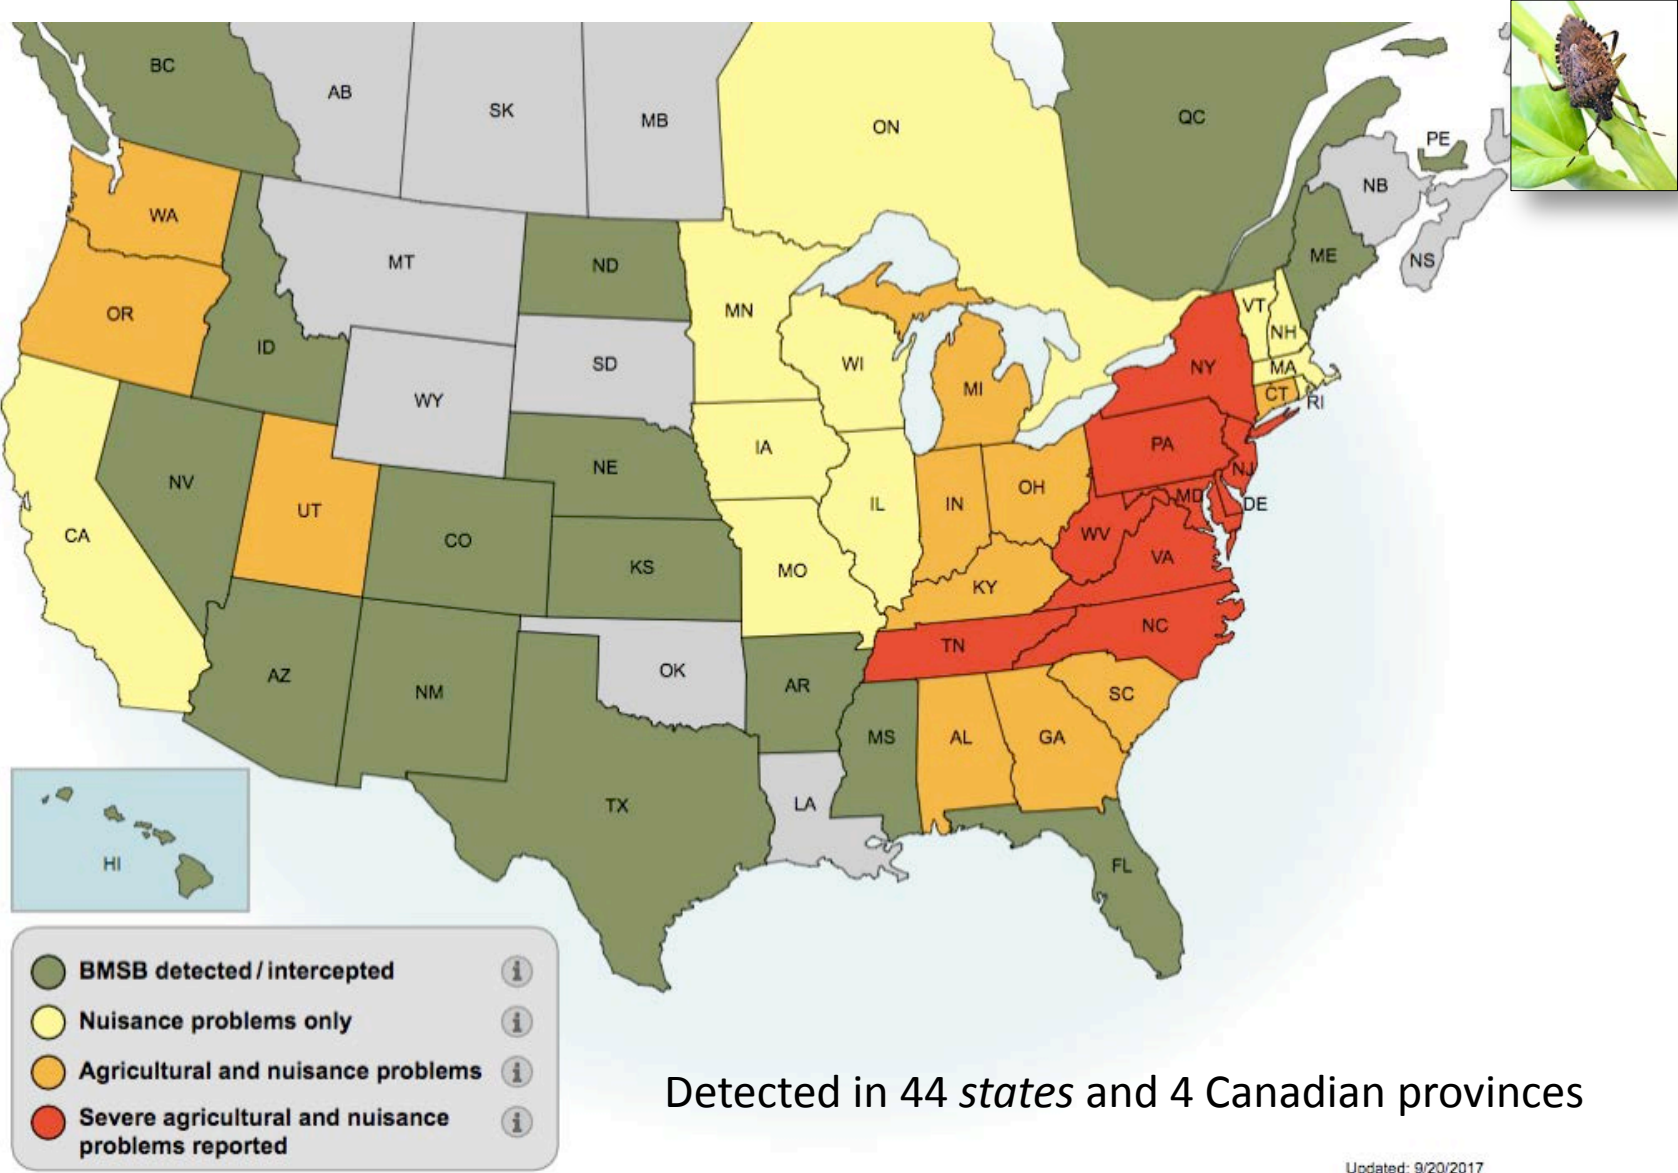 BC
AB
SK
MB
ON
QC
PE
NB
NS
WA
MT
ND
ME
OR
ID
MN
VT
NH
SD
WI
NY
MA
WY
MI
CT
RI
IA
PA
NE
NJ
NV
UT
IL
IN
OH
MD
DE
CA
CO
WV
KS
MO
VA
KY
NC
TN
AZ
NM
OK
AR
SC
MS
AL
GA
TX
LA
HI
FL
BMSB detected / intercepted i
Nuisance problems only i
Agricultural and nuisance problems i
Severe agricultural and nuisance i
problems reported
Detected in 44 states and 4 Canadian provinces
Updated: 9/20/2017